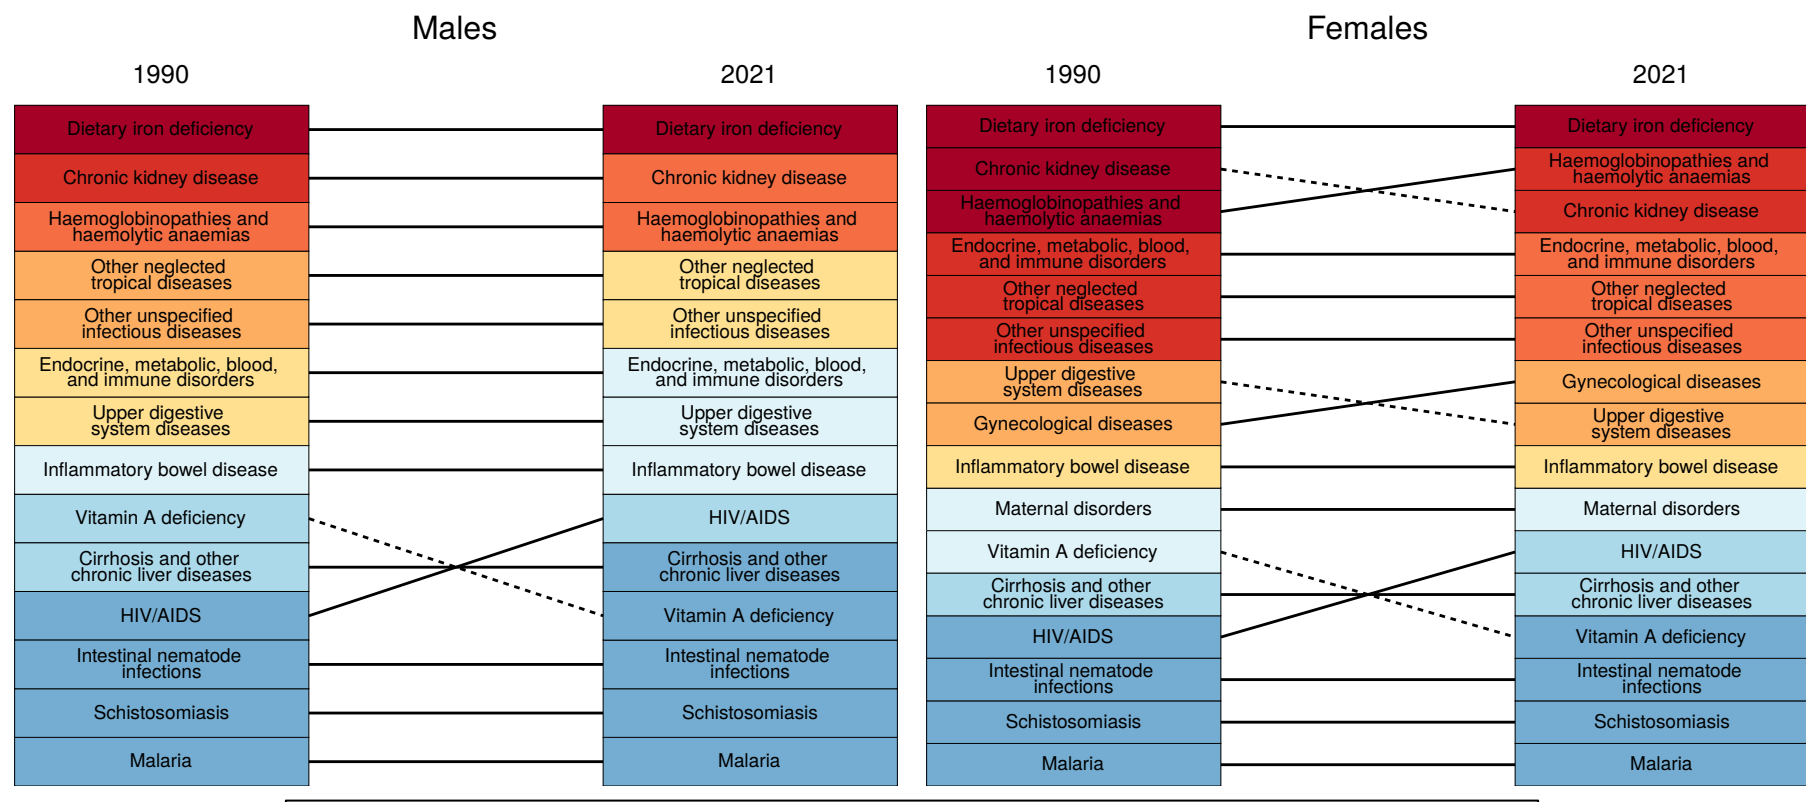 Males
Females
1990
2021
1990
2021
Dietary iron deficiency
Chronic kidney disease
Haemoglobinopathies and
haemolytic anaemias
Other neglected
tropical diseases
Other unspecified
infectious diseases
Endocrine, metabolic, blood,
and immune disorders
Upper digestive
system diseases
Inflammatory bowel disease
Vitamin A deficiency
Cirrhosis and other
chronic liver diseases
HIV/AIDS
Intestinal nematode
infections
Schistosomiasis
Malaria
Dietary iron deficiency
Chronic kidney disease
Haemoglobinopathies and
haemolytic anaemias
Other neglected
tropical diseases
Other unspecified
infectious diseases
Endocrine, metabolic, blood,
and immune disorders
Upper digestive
system diseases
Inflammatory bowel disease
HIV/AIDS
Cirrhosis and other
chronic liver diseases
Vitamin A deficiency
Intestinal nematode
infections
Schistosomiasis
Malaria
Dietary iron deficiency
Chronic kidney disease
Haemoglobinopathies and
haemolytic anaemias
Endocrine, metabolic, blood,
and immune disorders
Other neglected
tropical diseases
Other unspecified
infectious diseases
Upper digestive
system diseases
Gynecological diseases
Inflammatory bowel disease
Maternal disorders
Vitamin A deficiency
Cirrhosis and other
chronic liver diseases
HIV/AIDS
Intestinal nematode
infections
Schistosomiasis
Malaria
Dietary iron deficiency
Haemoglobinopathies and
haemolytic anaemias
Chronic kidney disease
Endocrine, metabolic, blood,
and immune disorders
Other neglected
tropical diseases
Other unspecified
infectious diseases
Gynecological diseases
Upper digestive
system diseases
Inflammatory bowel disease
Maternal disorders
HIV/AIDS
Cirrhosis and other
chronic liver diseases
Vitamin A deficiency
Intestinal nematode
infections
Schistosomiasis
Malaria